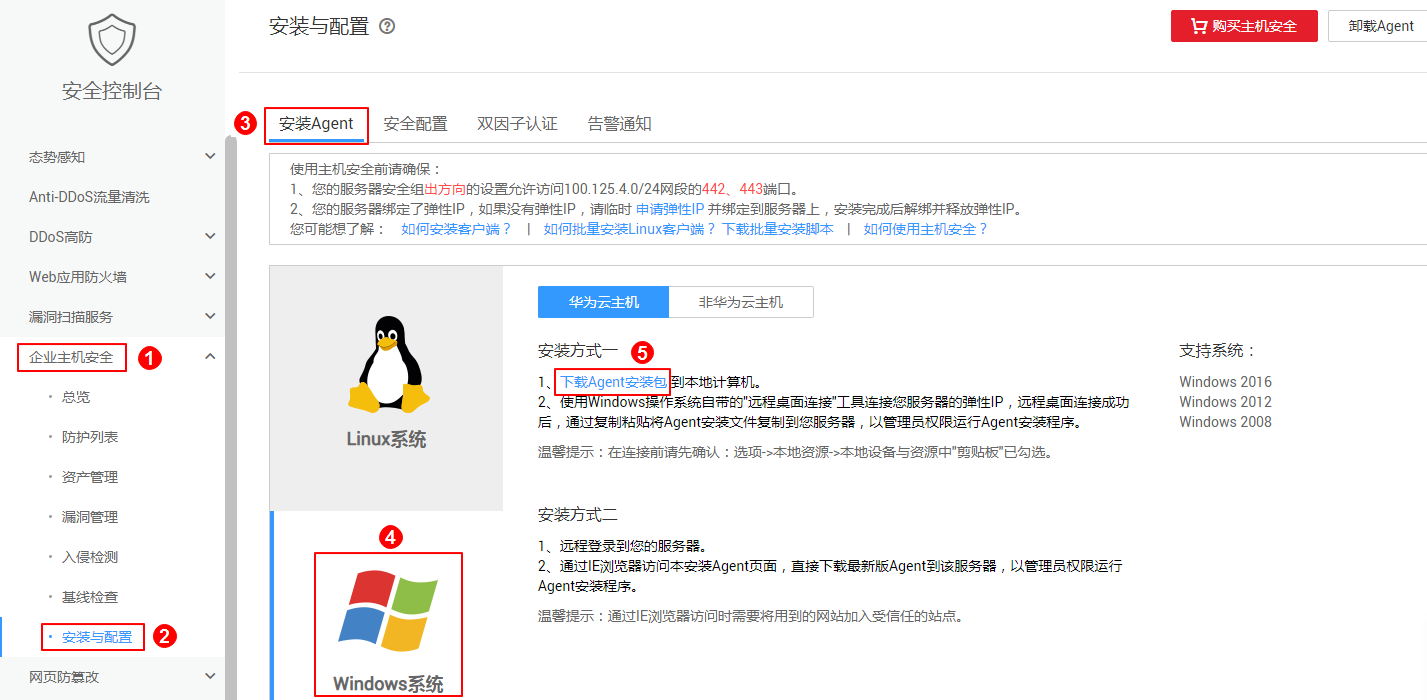 安全控制台
态势感知
Anti-DDoS流量清洗
DDoS高防
Web应用防火墙
漏洞扫描服务
企业主机安全
1
· 总览
· 防护列表
· 资产管理
· 漏洞管理
· 入侵检测
· 基线检查
· 安装与配置
2
网页防篡改
安装与配置 ?
购买主机安全
卸载Agent
3
安装Agent 安全配置 双因子认证 告警通知
使用主机安全前请确保：
1、您的服务器安全组出方向的设置允许访问100.125.4.0/24网段的442、443端口。
2、您的服务器绑定了弹性IP，如果没有弹性IP，请临时 申请弹性IP 并绑定到服务器上，安装完成后解绑并释放弹性IP。
您可能想了解： 如何安装客户端？ | 如何批量安装Linux客户端？下载批量安装脚本 | 如何使用主机安全？
Linux系统
4
Windows系统
华为云主机 非华为云主机
安装方式一
5
1、下载Agent安装包到本地计算机。
2、使用Windows操作系统自带的"远程桌面连接"工具连接您服务器的弹性IP，远程桌面连接成功
后，通过复制粘贴将Agent安装文件复制到您服务器，以管理员权限运行Agent安装程序。
温馨提示：在连接前请先确认：选项->本地资源->本地设备与资源中"剪贴板"已勾选。
安装方式二
1、远程登录到您的服务器。
2、通过IE浏览器访问本安装Agent页面，直接下载最新版Agent到该服务器，以管理员权限运行
Agent安装程序。
温馨提示：通过IE浏览器访问时需要将用到的网站加入受信任的站点。
支持系统：
Windows 2016
Windows 2012
Windows 2008